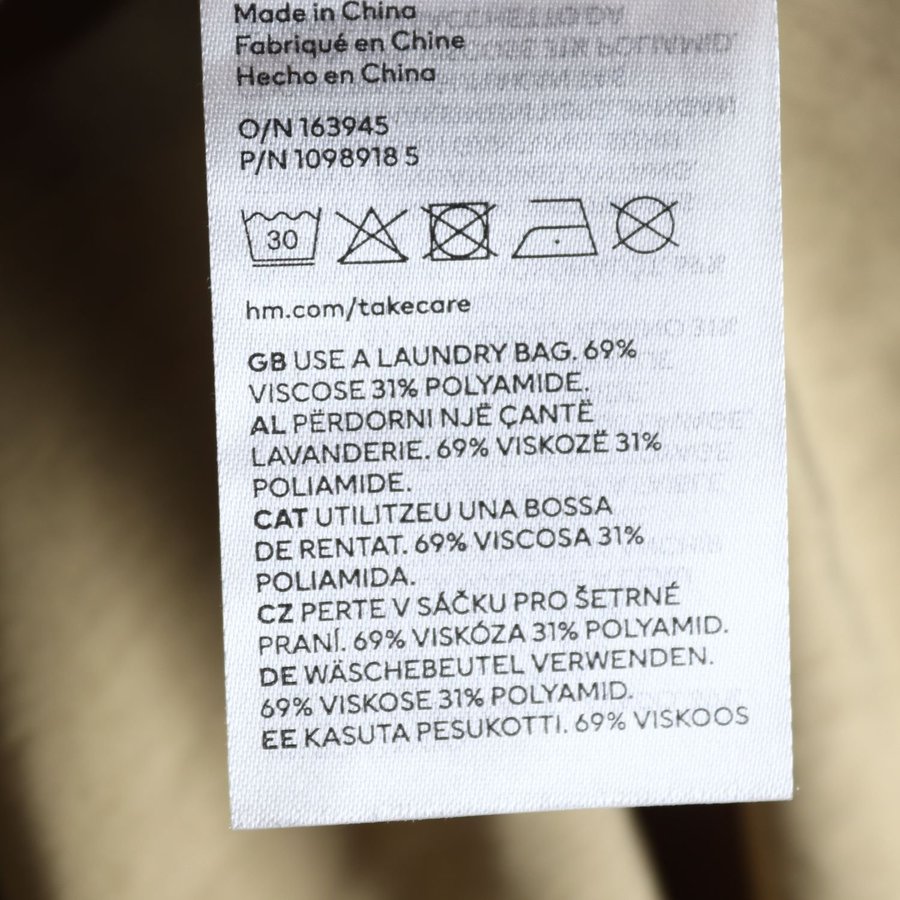 Made in China
Fabriqué en Chine
Hecho en China
O/N 163945
P/N 1098918 5
30
hm.com/takecare
GB USE A LAUNDRY BAG. 69%
VISCOSE 31% POLYAMIDE.
AL PËRDORNI NJË ÇANTË
LAVANDERIE. 69% VISKOZË 31%
POLIAMIDE.
CAT UTILITZEU UNA BOSSA
DE RENTAT. 69% VISCOSA 31%
POLIAMIDA.
CZ PERTE V SÁČKU PRO ŠETRNÉ
PRANÍ. 69% VISKÓZA 31% POLYAMID.
DE WÄSCHEBEUTEL VERWENDEN.
69% VISKOSE 31% POLYAMID.
EE KASUTA PESUKOTTI. 69% VISKOOS